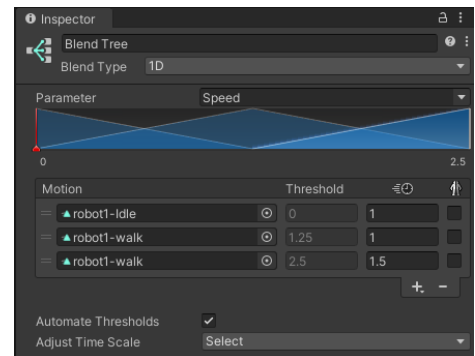 Inspector
Blend Tree
Blend Type 1D
Parameter Speed
0 2.5
Motion Threshold
robot1-Idle 0 1
robot1-walk 1.25 1
robot1-walk 2.5 1.5
+ -
Automate Thresholds
Adjust Time Scale Select